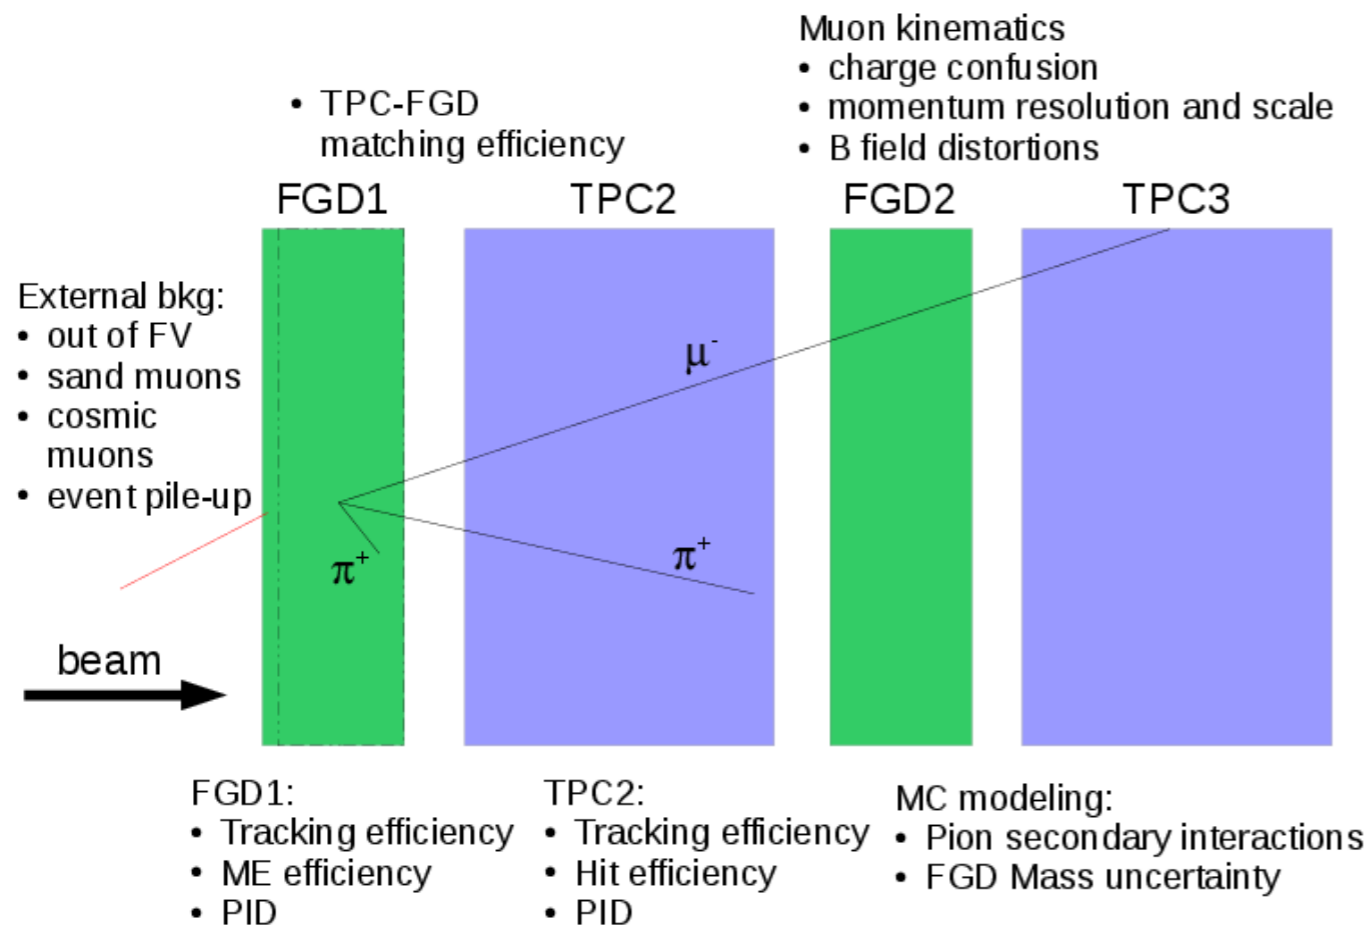 Muon kinematics
• charge confusion
• momentum resolution and scale
• B field distortions
• TPC-FGD
matching efficiency
FGD1
TPC2
FGD2
TPC3
External bkg:
• out of FV
• sand muons
• cosmic
muons
• event pile-up
μ-
π+
π+
beam
FGD1:
• Tracking efficiency
• ME efficiency
• PID
TPC2:
• Tracking efficiency
• Hit efficiency
• PID
MC modeling:
• Pion secondary interactions
• FGD Mass uncertainty